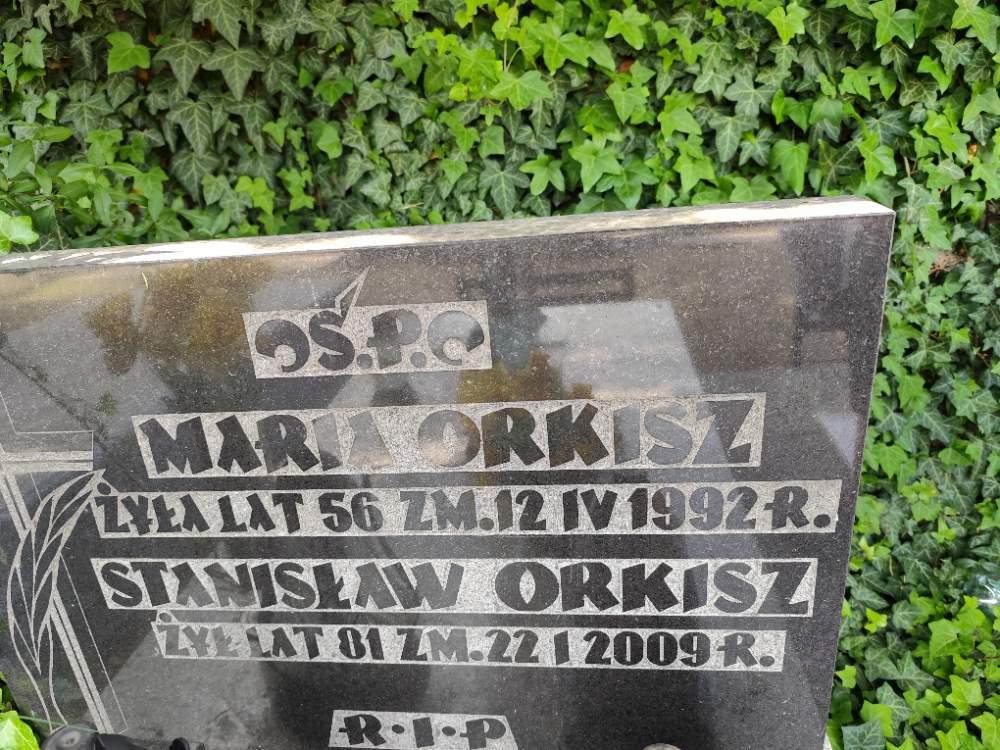 Ś.P.
MARIA ORKISZ
ŻYŁA LAT 56 ZM. 12 IV 1992 R.
STANISŁAW ORKISZ
ŻYŁ LAT 81 ZM. 22 I 2009 R.
R·I·P